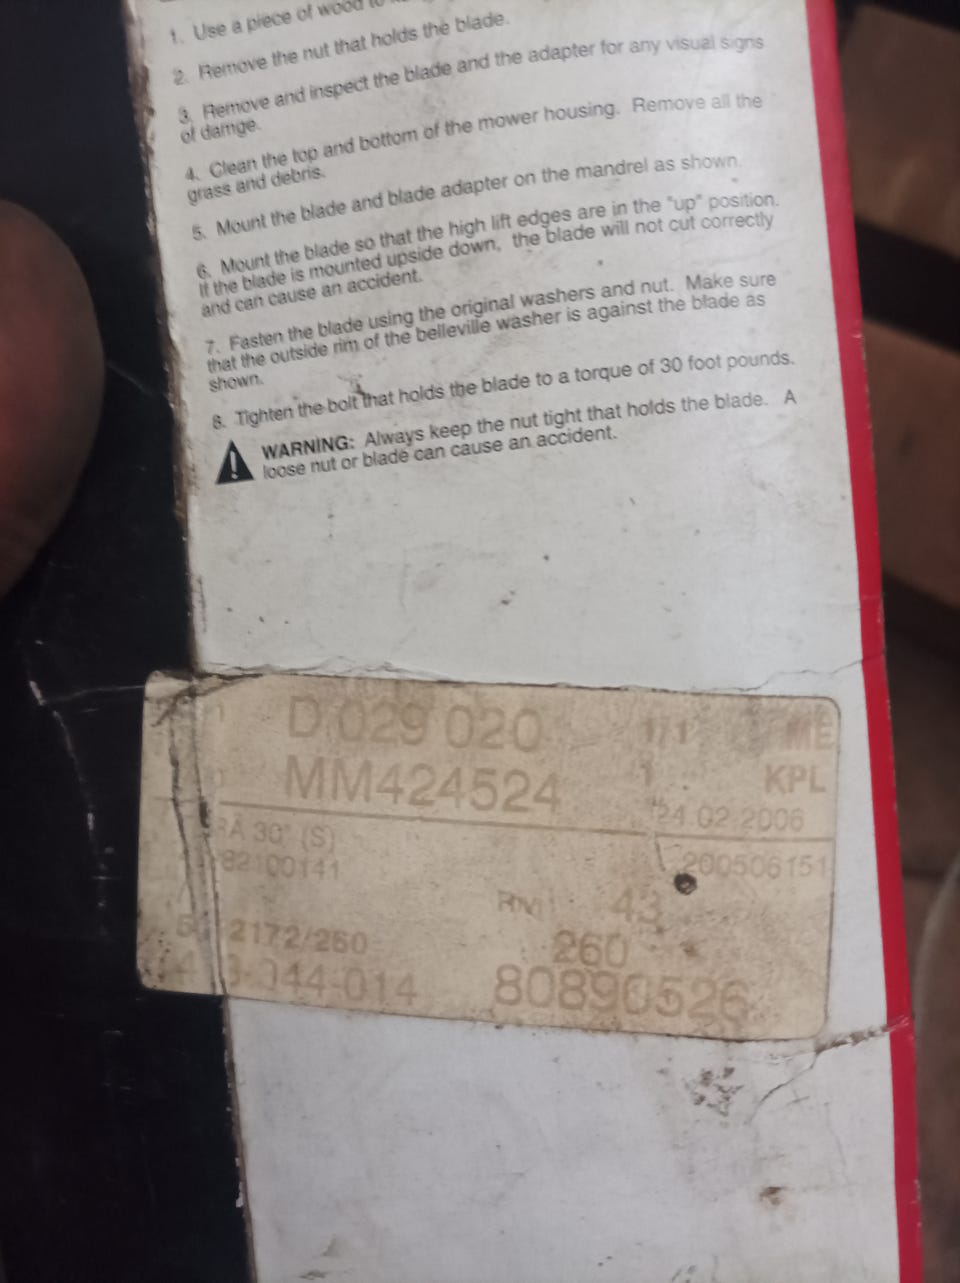 1. Use a piece of wood to
2. Remove the nut that holds the blade.
3. Remove and inspect the blade and the adapter for any visual signs
of damge.
4. Clean the top and bottom of the mower housing. Remove all the
grass and debris.
5. Mount the blade and blade adapter on the mandrel as shown.
6. Mount the blade so that the high lift edges are in the "up" position.
If the blade is mounted upside down, the blade will not cut correctly
and can cause an accident.
7. Fasten the blade using the original washers and nut. Make sure
that the outside rim of the belleville washer is against the blade as
shown.
8. Tighten the bolt that holds the blade to a torque of 30 foot pounds.
WARNING: Always keep the nut tight that holds the blade. A
loose nut or blade can cause an accident.
D 029 020 1/1 ME
MM424524 1 KPL
24.02.2006
30" (S)
82100141 200506151
RM 43
2172/260 260
-044-014 80890526